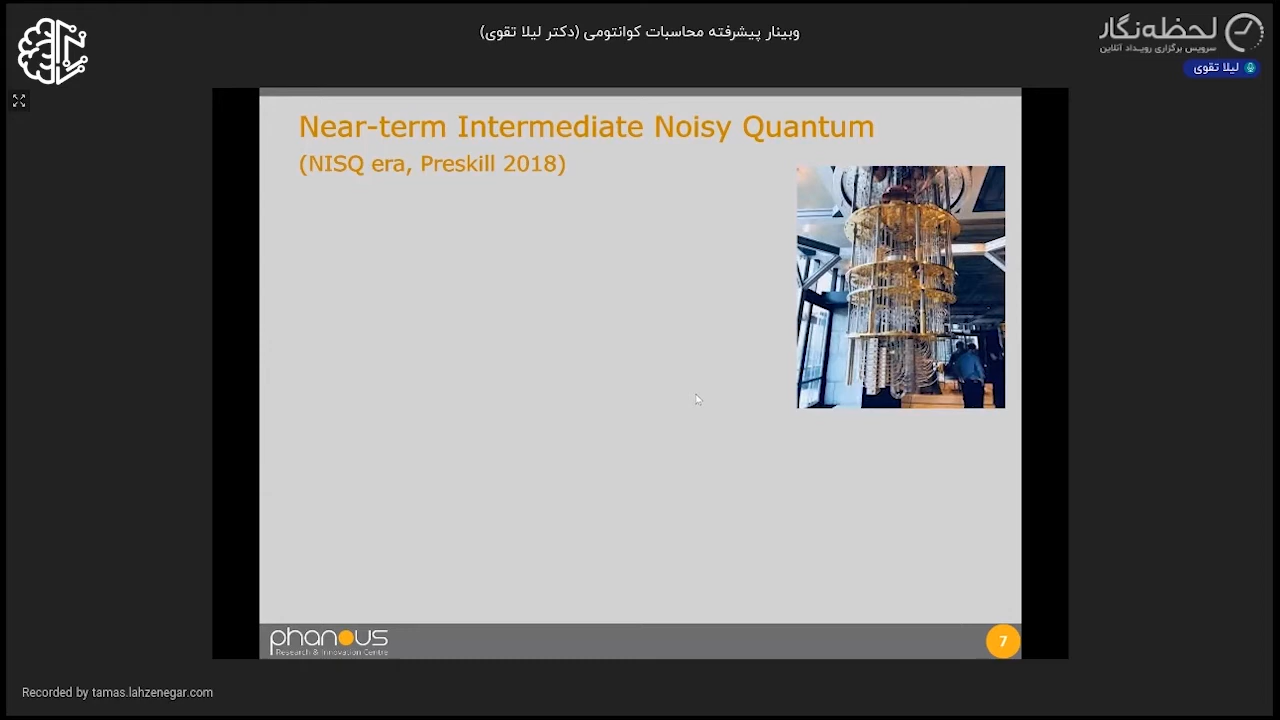 وبینار پیشرفته محاسبات کوانتومی (دکتر لیلا تقوی)
لحظه‌نگار
سرویس برگزاری رویداد آنلاین
لیلا تقوی
Near-term Intermediate Noisy Quantum
(NISQ era, Preskill 2018)
phanous
Research & Innovation Centre
7
Recorded by tamas.lahzenegar.com